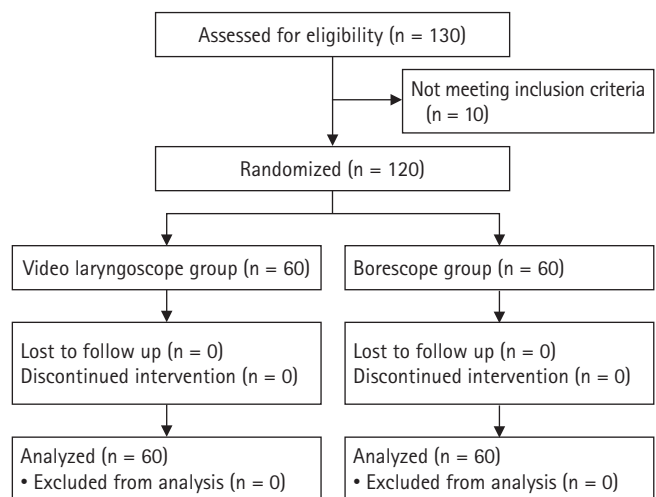 Assessed for eligibility (n = 130)
Not meeting inclusion criteria
(n = 10)
Randomized (n = 120)
Video laryngoscope group (n = 60)
Borescope group (n = 60)
Lost to follow up (n = 0)
Discontinued intervention (n = 0)
Lost to follow up (n = 0)
Discontinued intervention (n = 0)
Analyzed (n = 60)
• Excluded from analysis (n = 0)
Analyzed (n = 60)
• Excluded from analysis (n = 0)